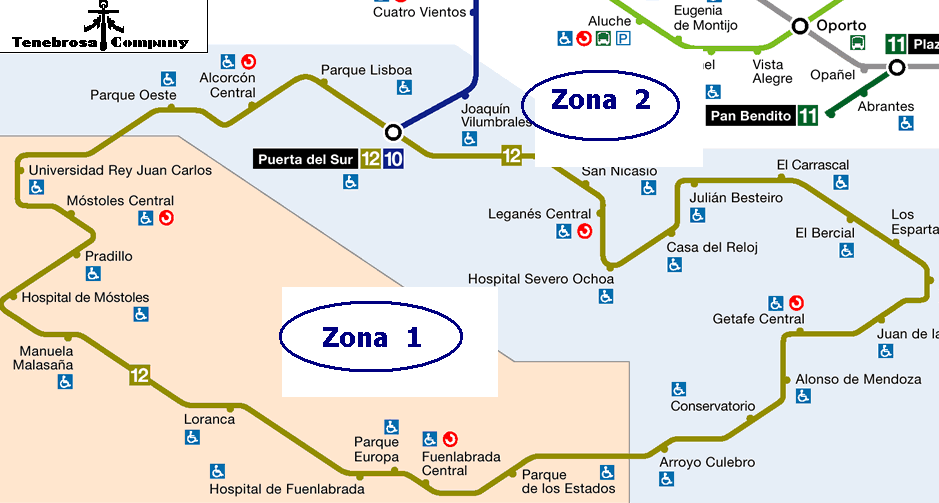 Tenebrosa Company
Cuatro Vientos
Aluche
P
Eugenia
de Montijo
Oporto
11 Plaz
Vista
Alegre
Opañel
el
Abrantes
Pan Bendito 11
Zona 2
Alcorcón
Central
Parque Lisboa
Parque Oeste
Joaquín
Vilumbrales
Puerta del Sur 12 10
12
San Nicasio
El Carrascal
Universidad Rey Juan Carlos
Móstoles Central
Leganés Central
Julián Besteiro
Los
Esparta
El Bercial
Casa del Reloj
Pradillo
Hospital Severo Ochoa
Hospital de Móstoles
Zona 1
Getafe Central
Juan de la
Manuela
Malasaña
12
Alonso de Mendoza
Conservatorio
Loranca
Parque
Europa
Fuenlabrada
Central
Arroyo Culebro
Hospital de Fuenlabrada
Parque
de los Estados